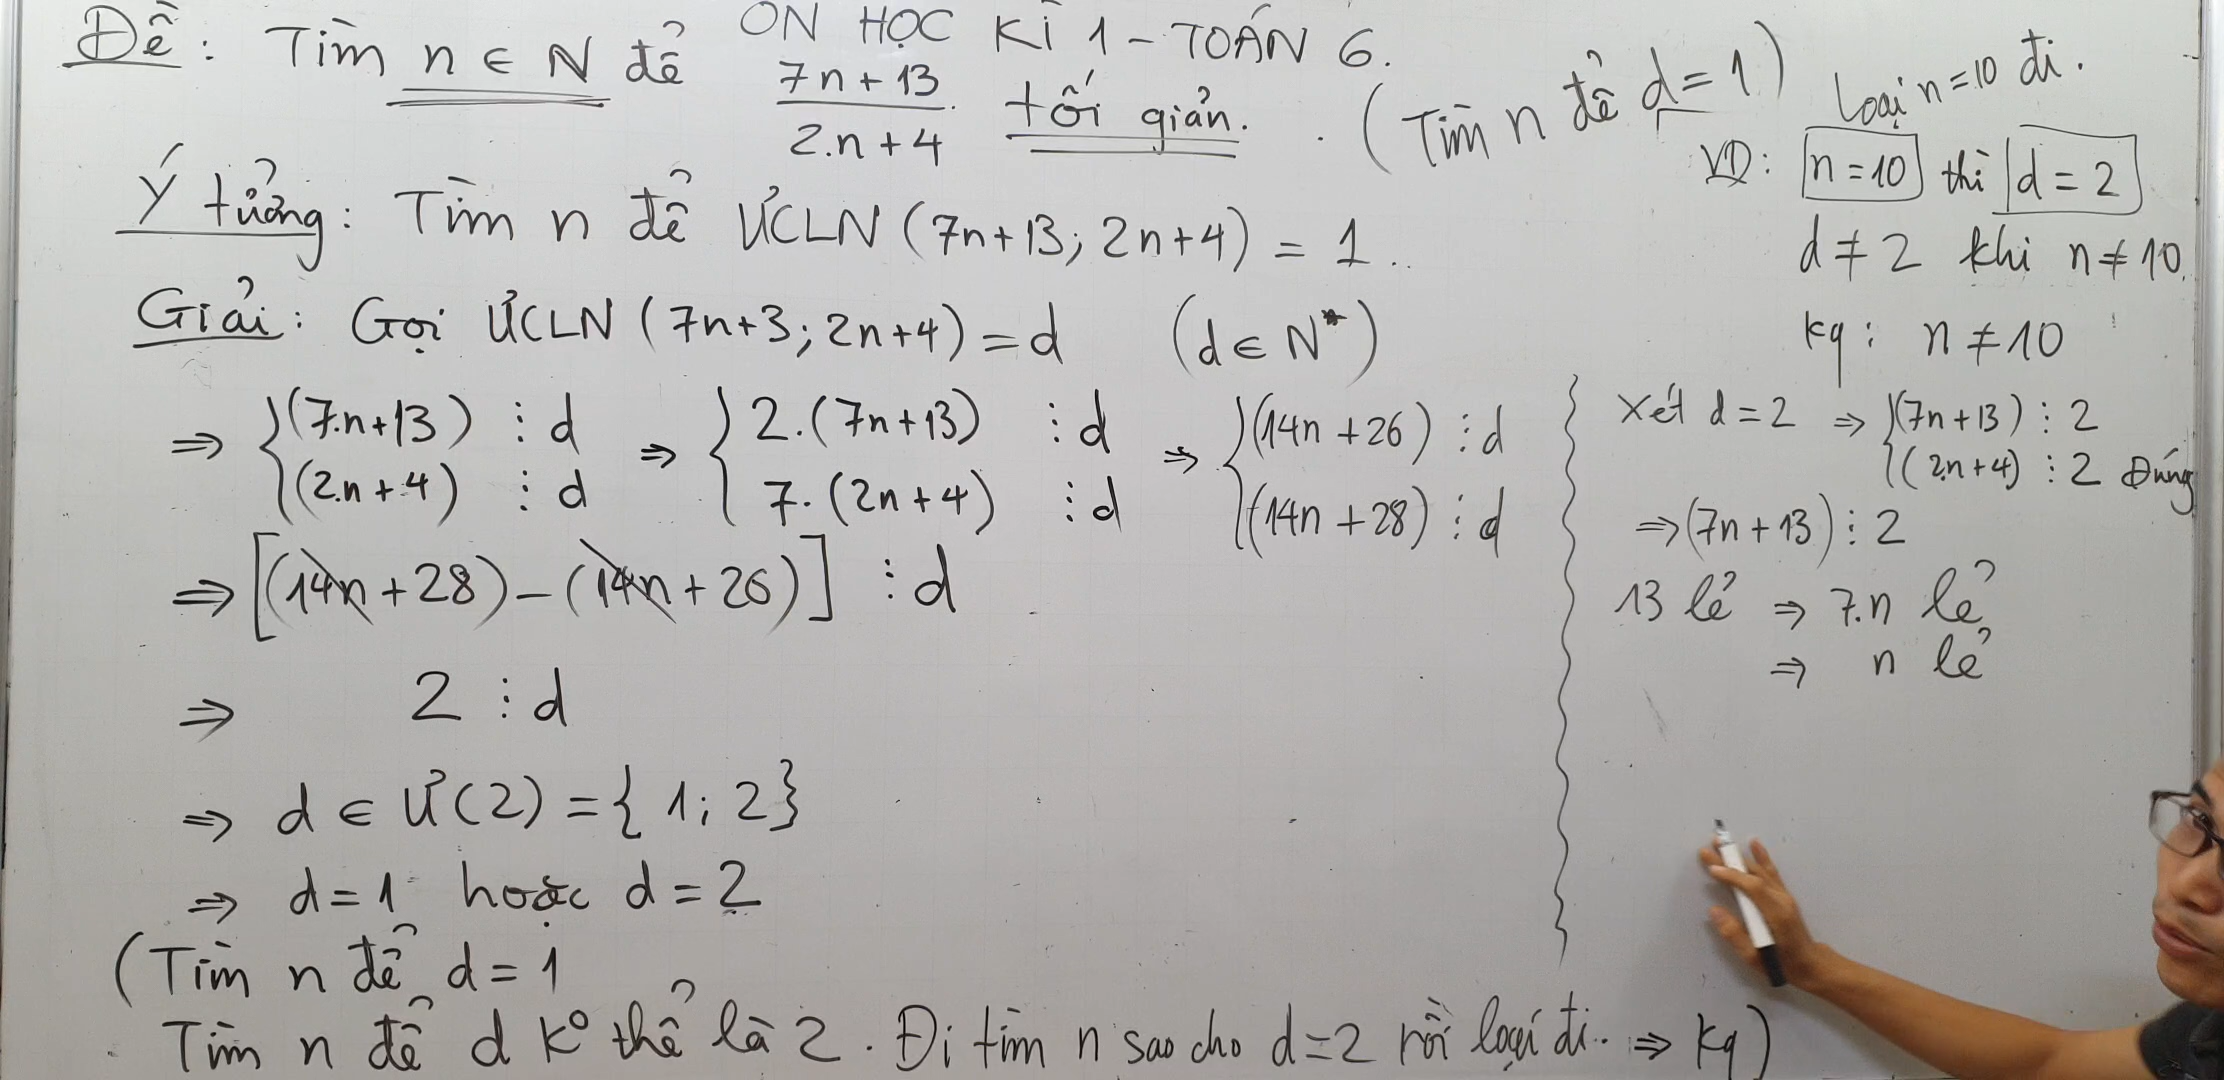 ÔN HỌC KÌ 1 - TOÁN 6.
Đề: Tìm n ∈ N để (7n + 13)/(2.n + 4) tối giản. (Tìm n để d = 1)
Ý tưởng: Tìm n để ƯCLN (7n+13; 2n+4) = 1.
Giải: Gọi ƯCLN (7n+3; 2n+4) = d (d ∈ N*)
⇒ { (7.n+13) ⋮ d ⇒ { 2.(7n+13) ⋮ d ⇒ { (14n + 26) ⋮ d
{ (2.n + 4) ⋮ d { 7.(2n + 4) ⋮ d { (14n + 28) ⋮ d
⇒ [(14n + 28) - (14n + 26)] ⋮ d
⇒ 2 ⋮ d
⇒ d ∈ Ư(2) = { 1; 2}
⇒ d = 1 hoặc d = 2
(Tìm n để d = 1
Tìm n để d k° thể là 2. Đi tìm n sao cho d = 2 rồi loại đi.. ⇒ kq)
Loại n = 10 đi.
VD: n = 10 thì d = 2
d ≠ 2 khi n ≠ 10.
kq: n ≠ 10
Xét d = 2 ⇒ { (7n + 13) ⋮ 2
{ (2.n + 4) ⋮ 2 Đúng
⇒ (7n + 13) ⋮ 2
13 lẻ ⇒ 7.n lẻ
⇒ n lẻ